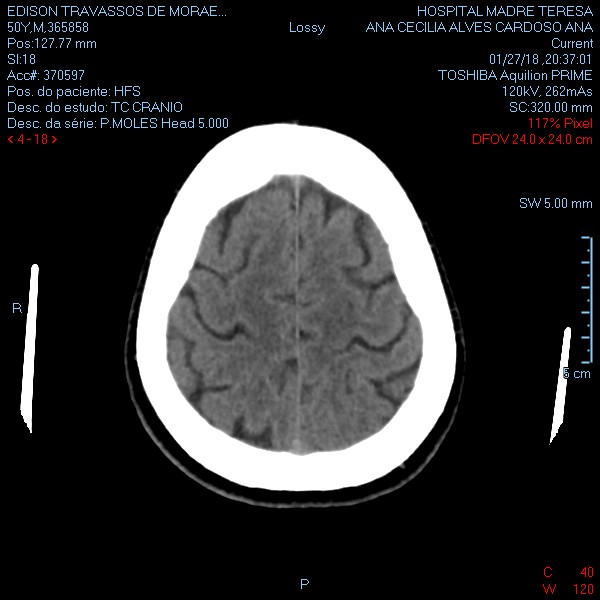 EDISON TRAVASSOS DE MORAE...
50Y,M,365858
Pos:127.77 mm
SI:18
Acc#: 370597
Pos. do paciente: HFS
Desc. do estudo: TC CRANIO
Desc. da série: P.MOLES Head 5.000
< 4 - 18 >
Lossy
HOSPITAL MADRE TERESA
ANA CECILIA ALVES CARDOSO ANA
Current
01/27/18 ,20:37:01
TOSHIBA Aquilion PRIME
120kV, 262mAs
SC:320.00 mm
117% Pixel
DFOV 24.0 x 24.0 cm
SW 5.00 mm
R
5 cm
P
C 40
W 120